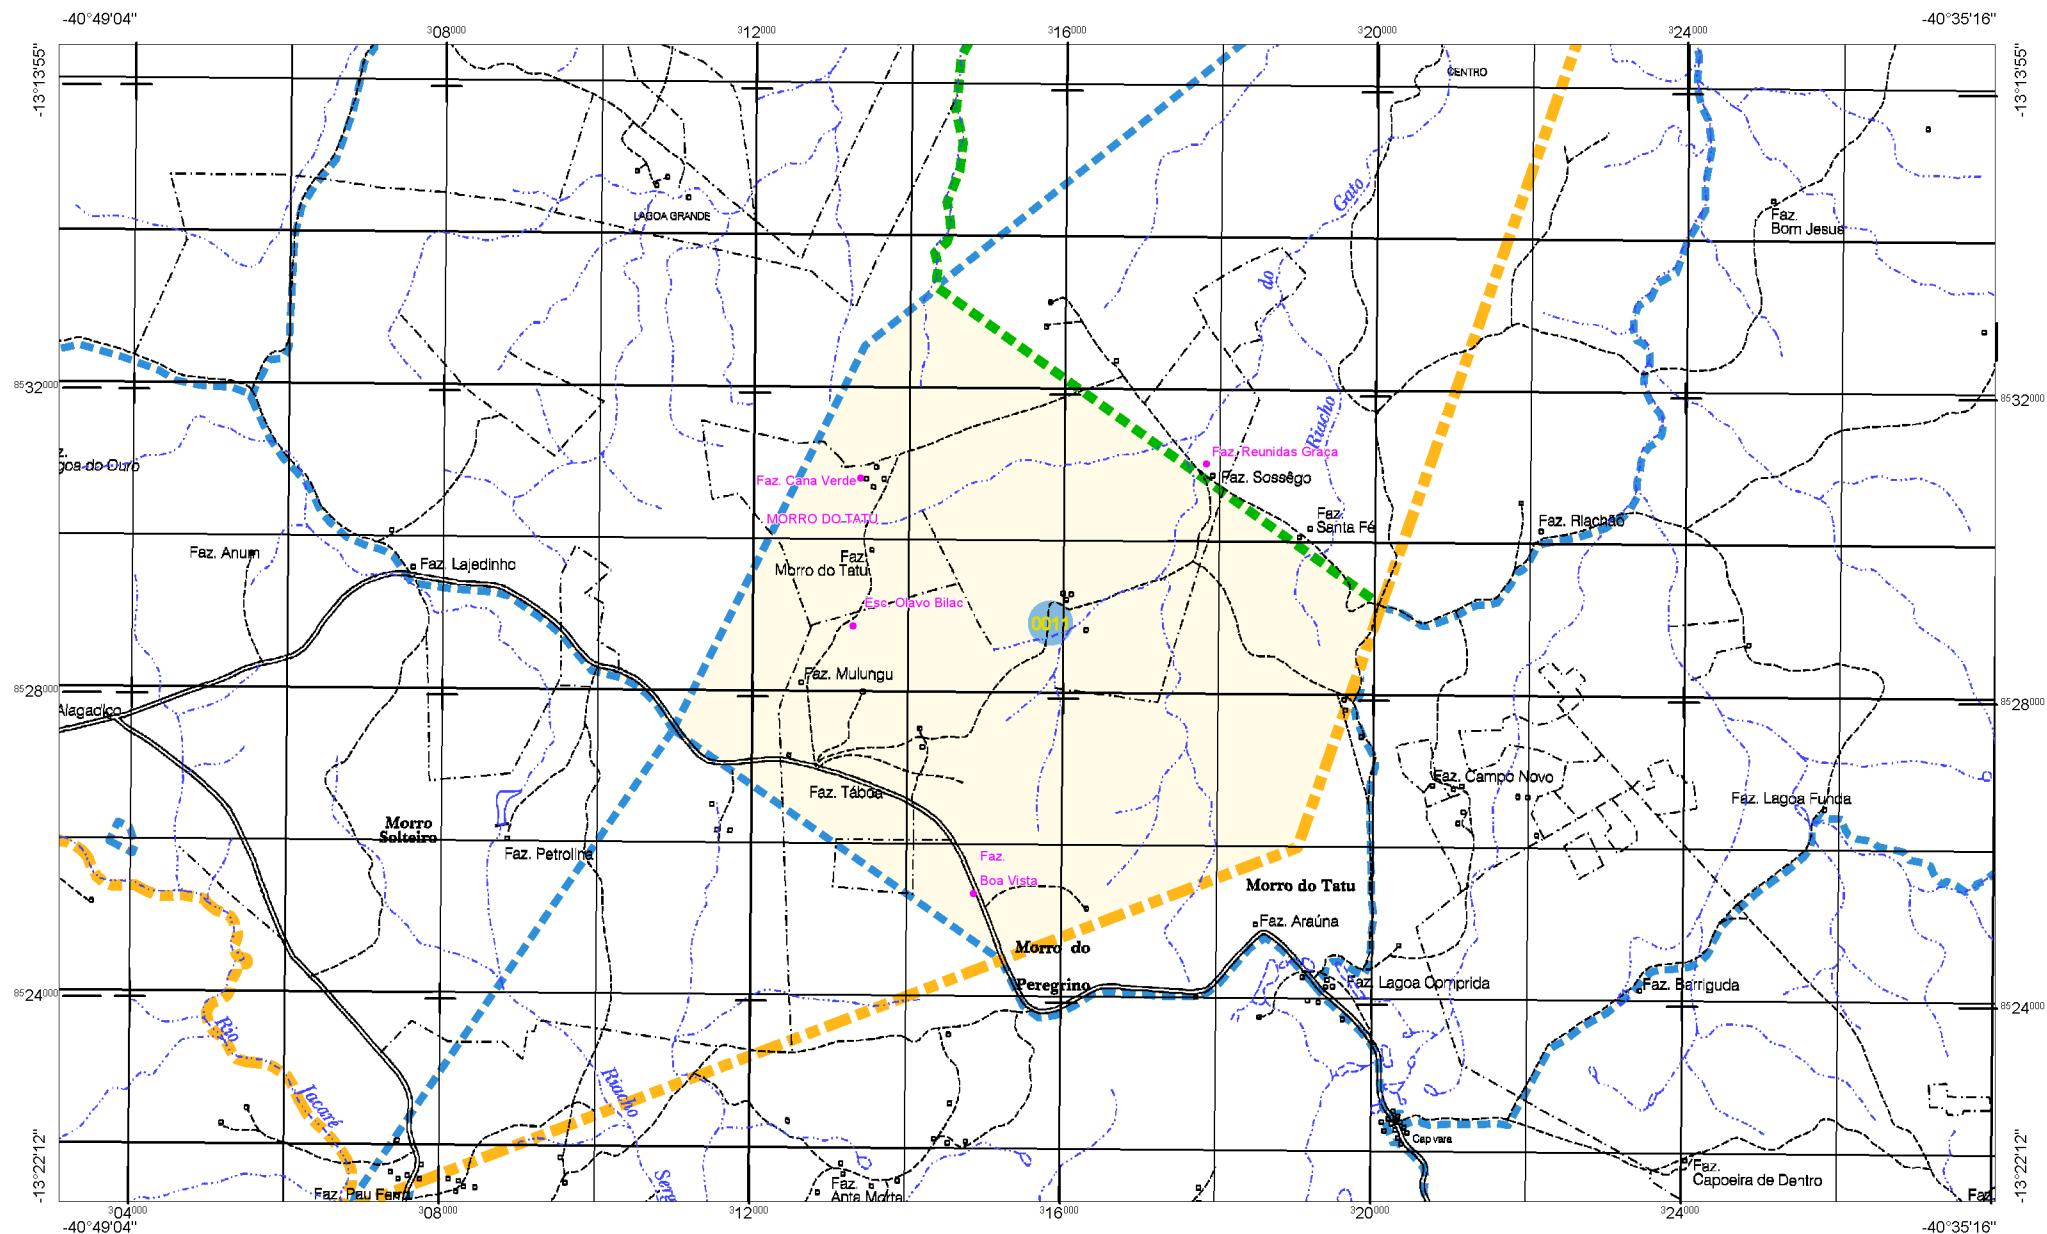 -40°49'04"
-40°35'16"
308000
312000
316000
320000
324000
-13°13'55"
-13°13'55"
CENTRO
Gato
LAGOA GRANDE
Faz.
Bom Jesus
do
8532000
8532000
Riacho
Faz. Reunidas Graça
z.
goa do Ouro
Faz. Cana Verde
Faz. Sossêgo
MORRO DO TATU
Faz.
Santa Fé
Faz. Riachão
Faz. Anum
Faz. Lajedinho
Faz.
Morro do Tatu
Esc. Olavo Bilac
0011
Faz. Mulungu
8528000
8528000
Alagadiço
Faz. Campo Novo
Faz. Táboa
Faz. Lagoa Funda
Morro
Solteiro
Faz. Petrolina
Faz.
Boa Vista
Morro do Tatu
Faz. Araúna
Morro do
Peregrino
Faz. Lagoa Comprida
Faz. Barriguda
8524000
8524000
Rio
Jacaré
Riacho
Cap vara
-13°22'12"
-13°22'12"
Faz. Pau Ferro
Faz.
Anta Morta
Serp
Faz.
Capoeira de Dentro
Faz
304000
308000
312000
316000
320000
324000
-40°49'04"
-40°35'16"